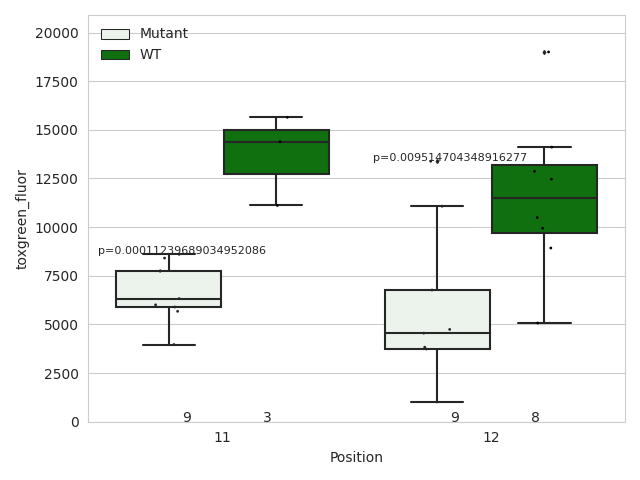 20000
17500
15000
12500
10000
7500
5000
2500
0
toxgreen_fluor
Mutant
WT
p=0.00011239689034952086
p=0.009514704348916277
9 3 9 8
11 12
Position